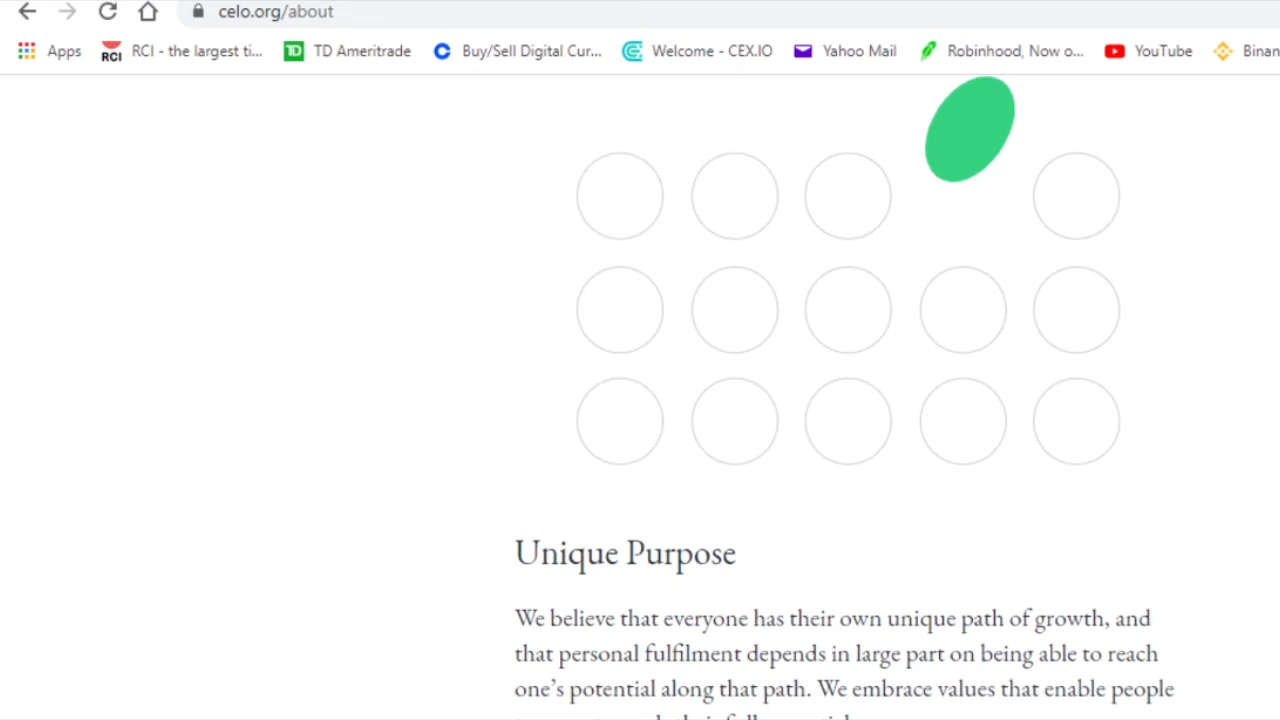 celo.org/about
Apps RCI RCI - the largest ti... TD TD Ameritrade Buy/Sell Digital Cur... Welcome - CEX.IO Yahoo Mail Robinhood, Now o... YouTube Binan
Unique Purpose
We believe that everyone has their own unique path of growth, and
that personal fulfilment depends in large part on being able to reach
one's potential along that path. We embrace values that enable people